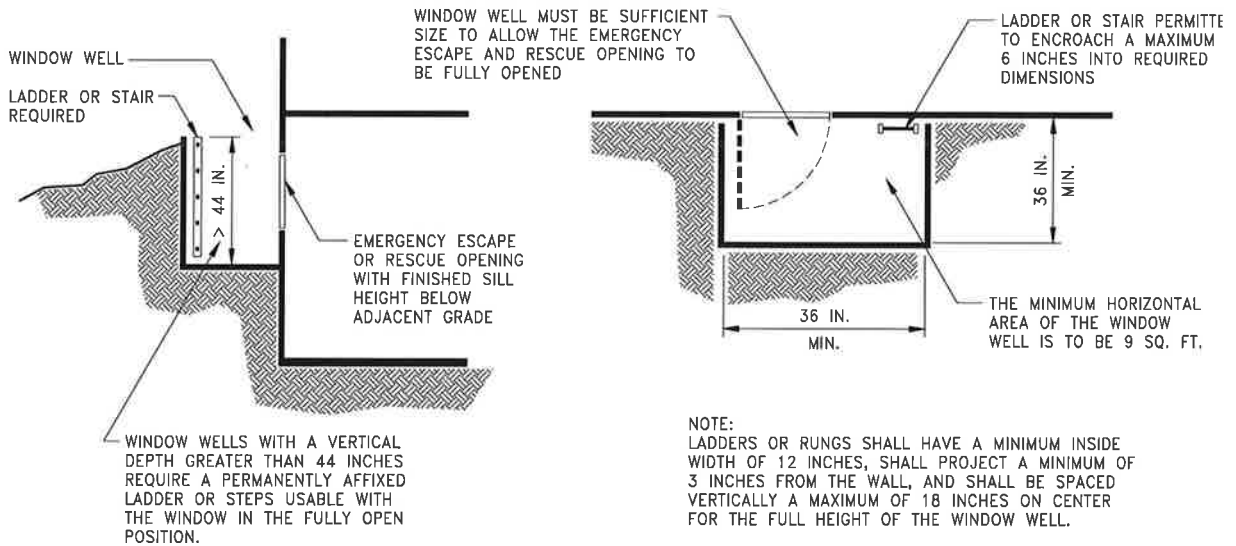 WINDOW WELL
LADDER OR STAIR
REQUIRED
> 44 IN.
EMERGENCY ESCAPE
OR RESCUE OPENING
WITH FINISHED SILL
HEIGHT BELOW
ADJACENT GRADE
WINDOW WELLS WITH A VERTICAL
DEPTH GREATER THAN 44 INCHES
REQUIRE A PERMANENTLY AFFIXED
LADDER OR STEPS USABLE WITH
THE WINDOW IN THE FULLY OPEN
POSITION.
WINDOW WELL MUST BE SUFFICIENT
SIZE TO ALLOW THE EMERGENCY
ESCAPE AND RESCUE OPENING TO
BE FULLY OPENED
LADDER OR STAIR PERMITTE
TO ENCROACH A MAXIMUM
6 INCHES INTO REQUIRED
DIMENSIONS
36 IN.
MIN.
36 IN.
MIN.
THE MINIMUM HORIZONTAL
AREA OF THE WINDOW
WELL IS TO BE 9 SQ. FT.
NOTE:
LADDERS OR RUNGS SHALL HAVE A MINIMUM INSIDE
WIDTH OF 12 INCHES, SHALL PROJECT A MINIMUM OF
3 INCHES FROM THE WALL, AND SHALL BE SPACED
VERTICALLY A MAXIMUM OF 18 INCHES ON CENTER
FOR THE FULL HEIGHT OF THE WINDOW WELL.